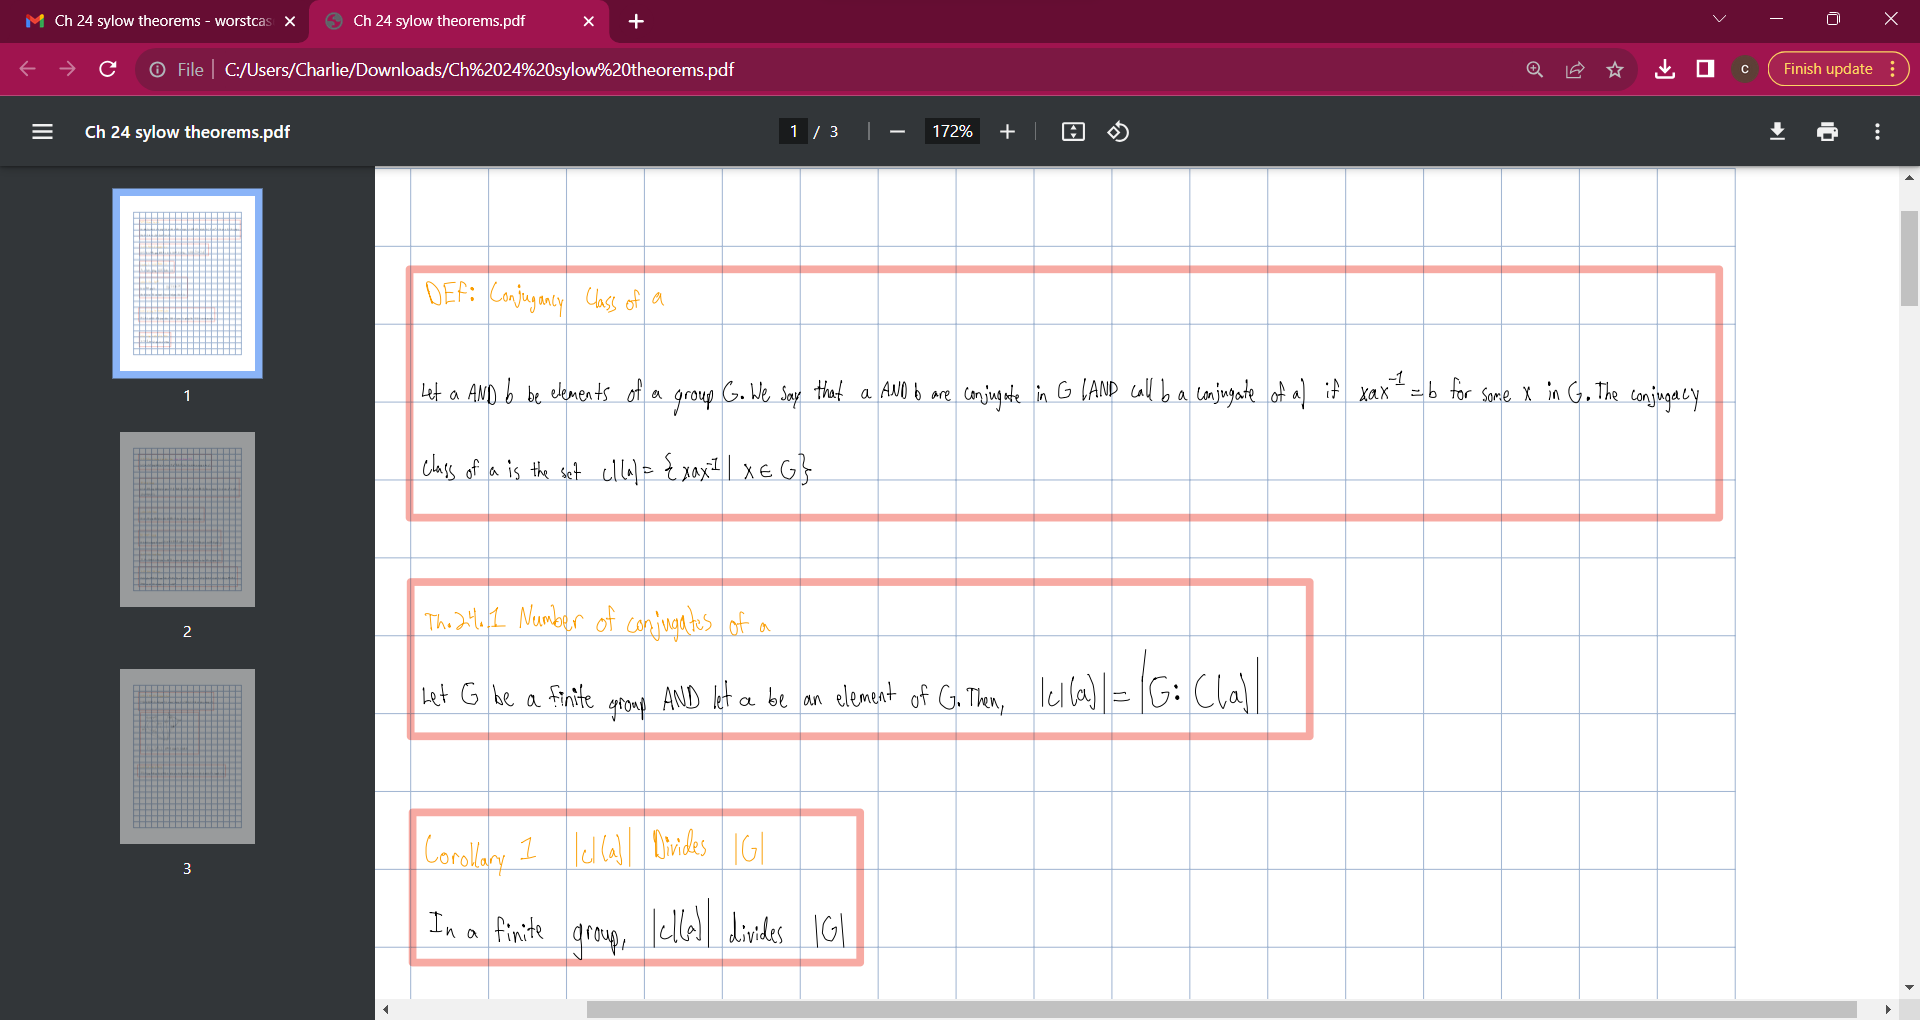 Ch 24 sylow theorems - worstcas
Ch 24 sylow theorems.pdf
File
C:/Users/Charlie/Downloads/Ch%2024%20sylow%20theorems.pdf
C
Finish update
Ch 24 sylow theorems.pdf
1 / 3
172%
1
2
3
DEF: Conjugancy Class of a
Let a AND b be elements of a group G. We say that a AND b are conjugate in G (AND call b a conjugate of a) if xax⁻¹ = b for some x in G. The conjugacy
class of a is the set cl(a) = {xax⁻¹ | x ∈ G}
Th. 24.1 Number of conjugates of a
Let G be a finite group AND let a be an element of G. Then, |cl(a)| = |G: C(a)|
Corollary 1 |cl(a)| Divides |G|
In a finite group, |cl(a)| divides |G|